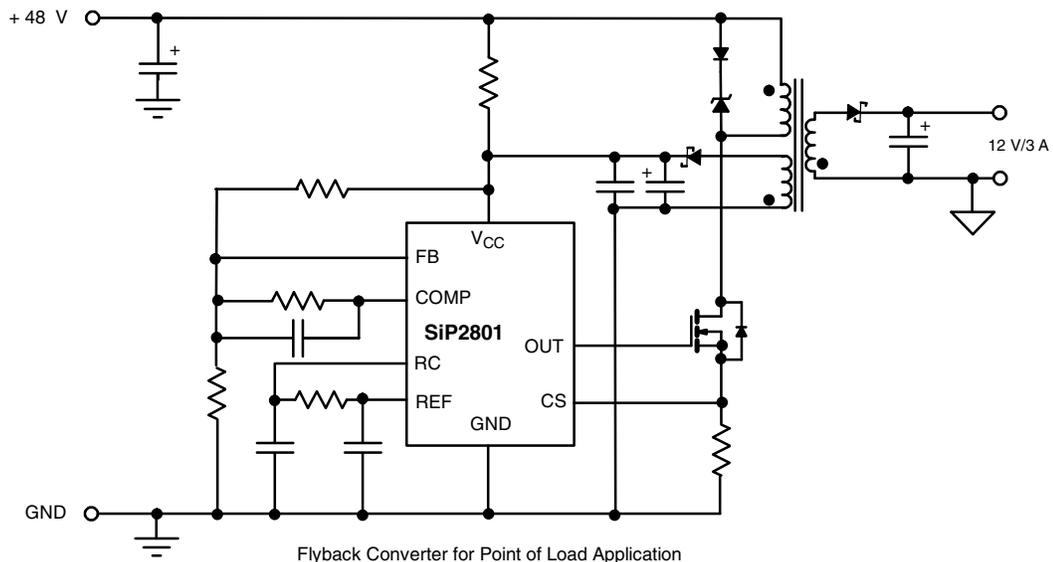 + 48 V
+
+
12 V/3 A
+
VCC
FB
COMP
SiP2801
OUT
RC
REF
CS
GND
GND
Flyback Converter for Point of Load Application